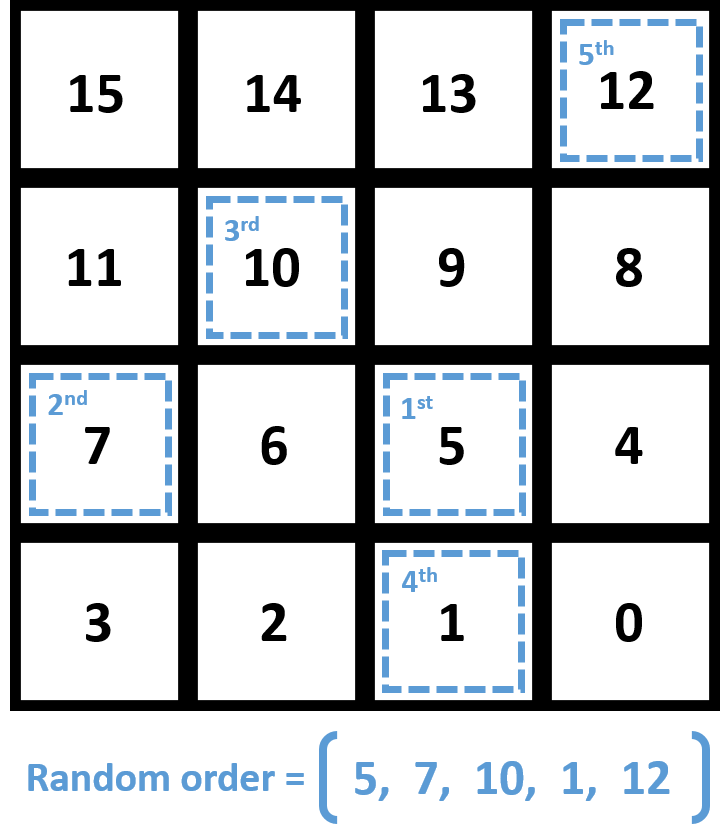 15 14 13 5th 12
11 3rd 10 9 8
2nd 7 6 1st 5 4
3 2 4th 1 0
Random order = ( 5, 7, 10, 1, 12 )